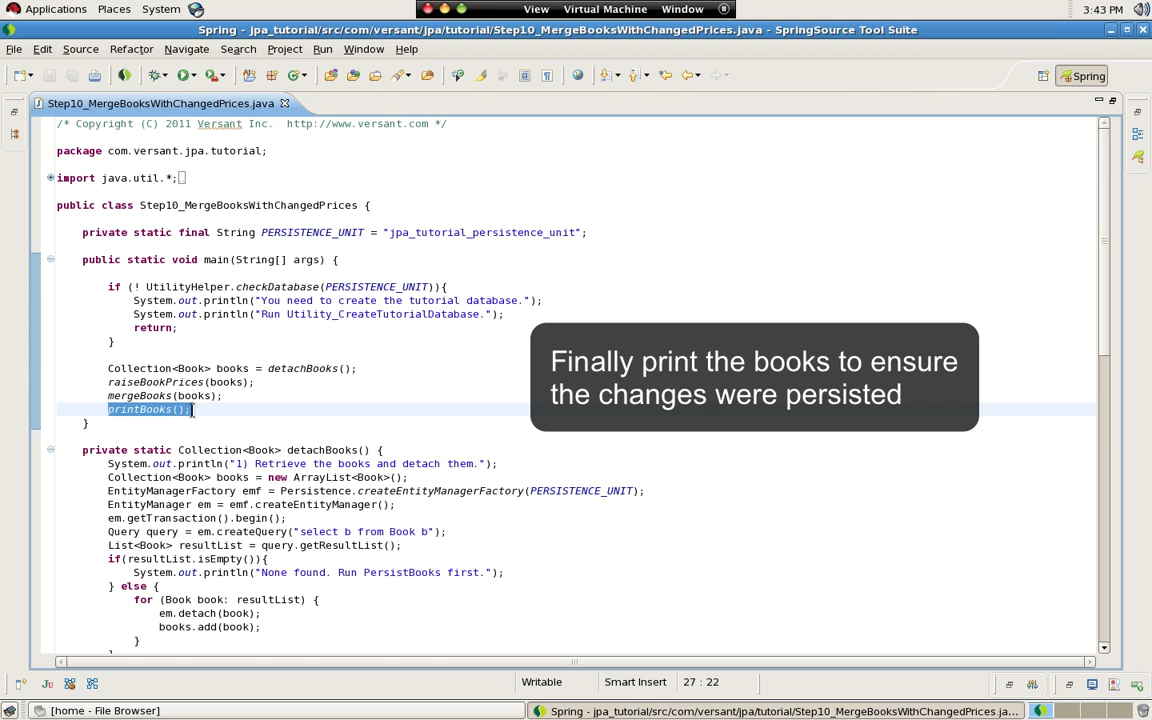 Applications Places System View Virtual Machine Window 3:43 PM
Spring - jpa_tutorial/src/com/versant/jpa/tutorial/Step10_MergeBooksWithChangedPrices.java - SpringSource Tool Suite
File Edit Source Refactor Navigate Search Project Run Window Help
Spring
Step10_MergeBooksWithChangedPrices.java
/* Copyright (C) 2011 Versant Inc.  http://www.versant.com */
package com.versant.jpa.tutorial;
import java.util.*;
public class Step10_MergeBooksWithChangedPrices {
private static final String PERSISTENCE_UNIT = "jpa_tutorial_persistence_unit";
public static void main(String[] args) {
if (! UtilityHelper.checkDatabase(PERSISTENCE_UNIT)){
System.out.println("You need to create the tutorial database.");
System.out.println("Run Utility_CreateTutorialDatabase.");
return;
}
Collection<Book> books = detachBooks();
raiseBookPrices(books);
mergeBooks(books);
printBooks();
}
Finally print the books to ensure
the changes were persisted
private static Collection<Book> detachBooks() {
System.out.println("1) Retrieve the books and detach them.");
Collection<Book> books = new ArrayList<Book>();
EntityManagerFactory emf = Persistence.createEntityManagerFactory(PERSISTENCE_UNIT);
EntityManager em = emf.createEntityManager();
em.getTransaction().begin();
Query query = em.createQuery("select b from Book b");
List<Book> resultList = query.getResultList();
if(resultList.isEmpty()){
System.out.println("None found. Run PersistBooks first.");
} else {
for (Book book: resultList) {
em.detach(book);
books.add(book);
}
Writable Smart Insert 27 : 22
[home - File Browser] Spring - jpa_tutorial/src/com/versant/jpa/tutorial/Step10_MergeBooksWithChangedPrices.ja...